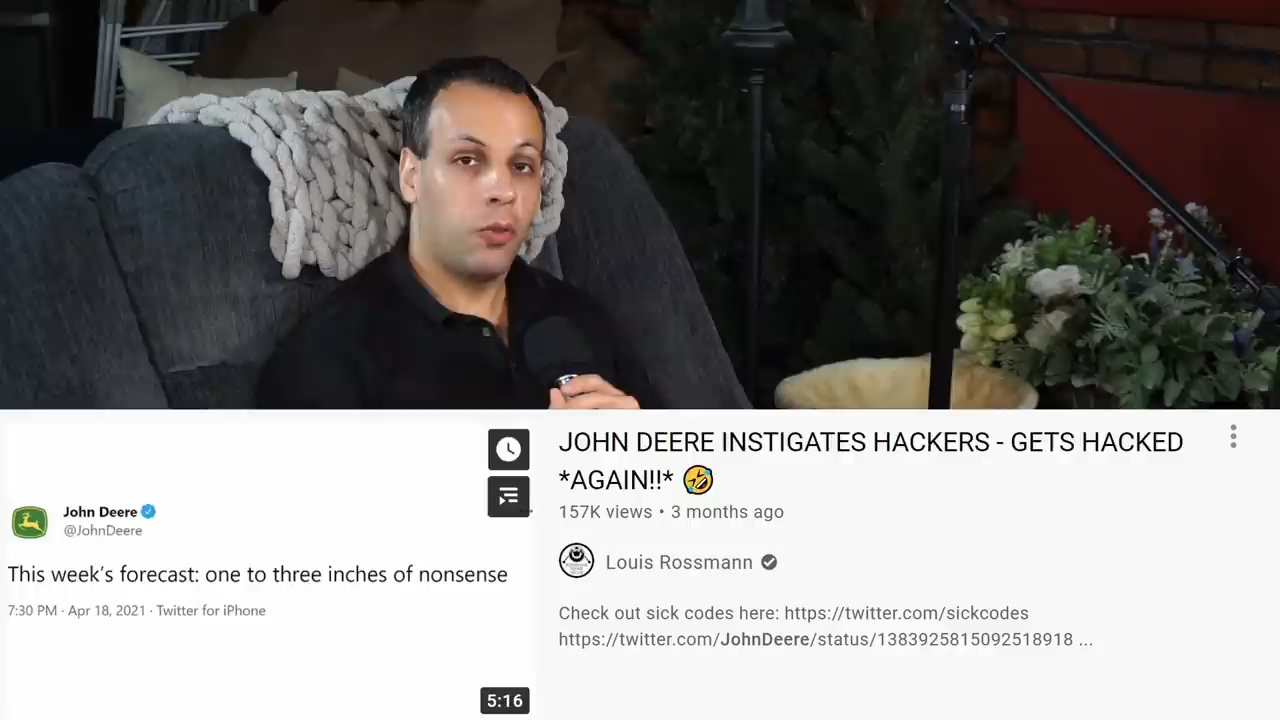 JOHN DEERE INSTIGATES HACKERS - GETS HACKED
*AGAIN!!* 🤣
157K views • 3 months ago
Louis Rossmann
Check out sick codes here: https://twitter.com/sickcodes
https://twitter.com/JohnDeere/status/1383925815092518918 ...
John Deere
@JohnDeere
This week's forecast: one to three inches of nonsense
7:30 PM · Apr 18, 2021 · Twitter for iPhone
5:16